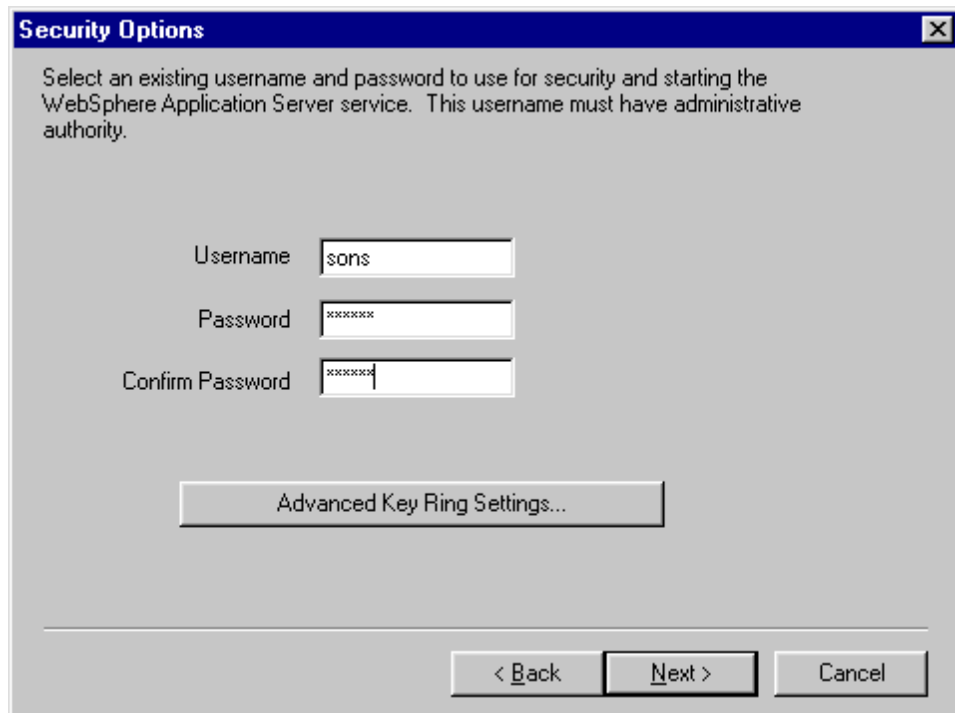 Security Options
Select an existing username and password to use for security and starting the
WebSphere Application Server service.  This username must have administrative
authority.
Username sons
Password ******
Confirm Password ******
Advanced Key Ring Settings...
< Back Next > Cancel